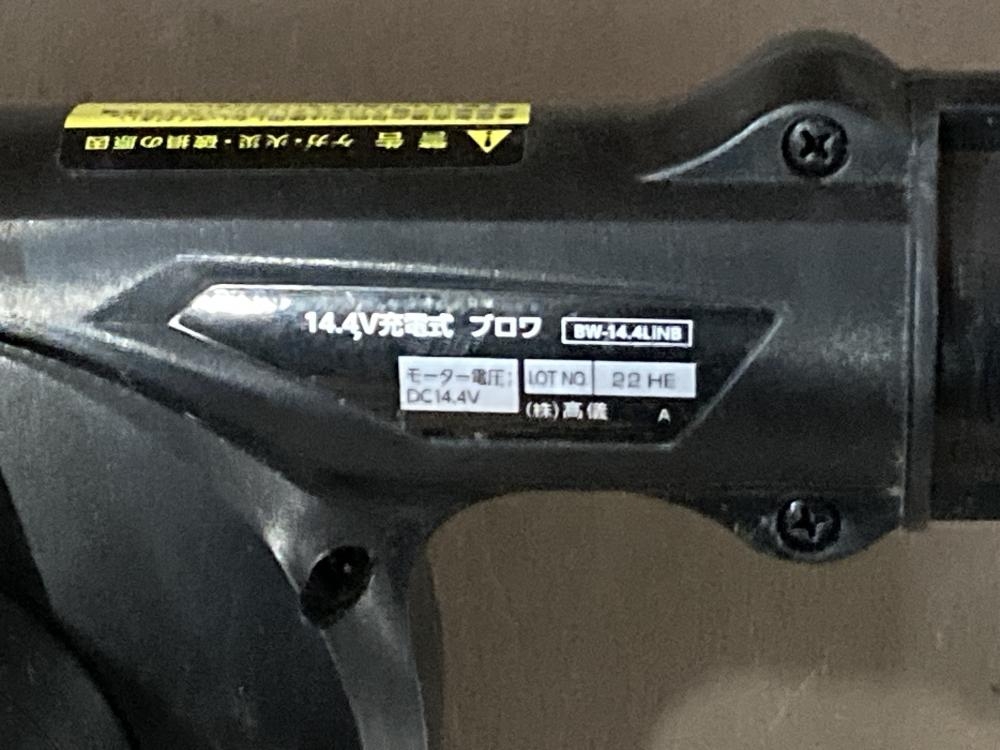 警告 ケガ・火災・破損の原因
14.4V充電式 ブロワ BW-14.4LiNB
モーター電圧:
DC14.4V
LOT NO. 22 HE
(株)髙儀 A